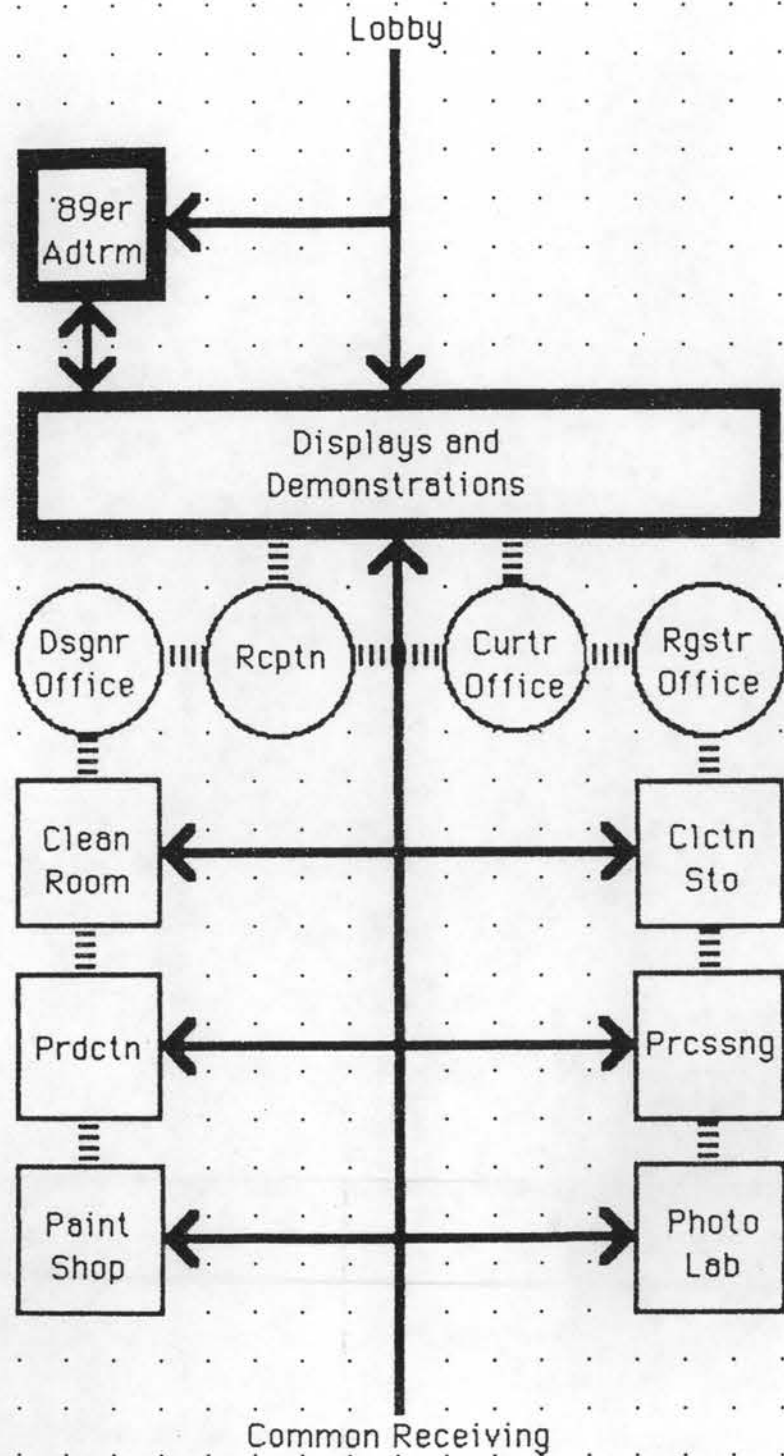 Lobby
'89er
Adtrm
Displays and
Demonstrations
Dsgnr
Office
Rcptn
Curtr
Office
Rgstr
Office
Clean
Room
Clctn
Sto
Prdctn
Prcssng
Paint
Shop
Photo
Lab
Common Receiving